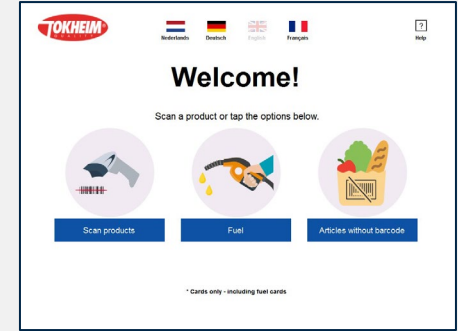 TOKHEIM
Nederlands Deutsch English Français
? Help
Welcome!
Scan a product or tap the options below.
Scan products
Fuel
Articles without barcode
* Cards only - including fuel cards